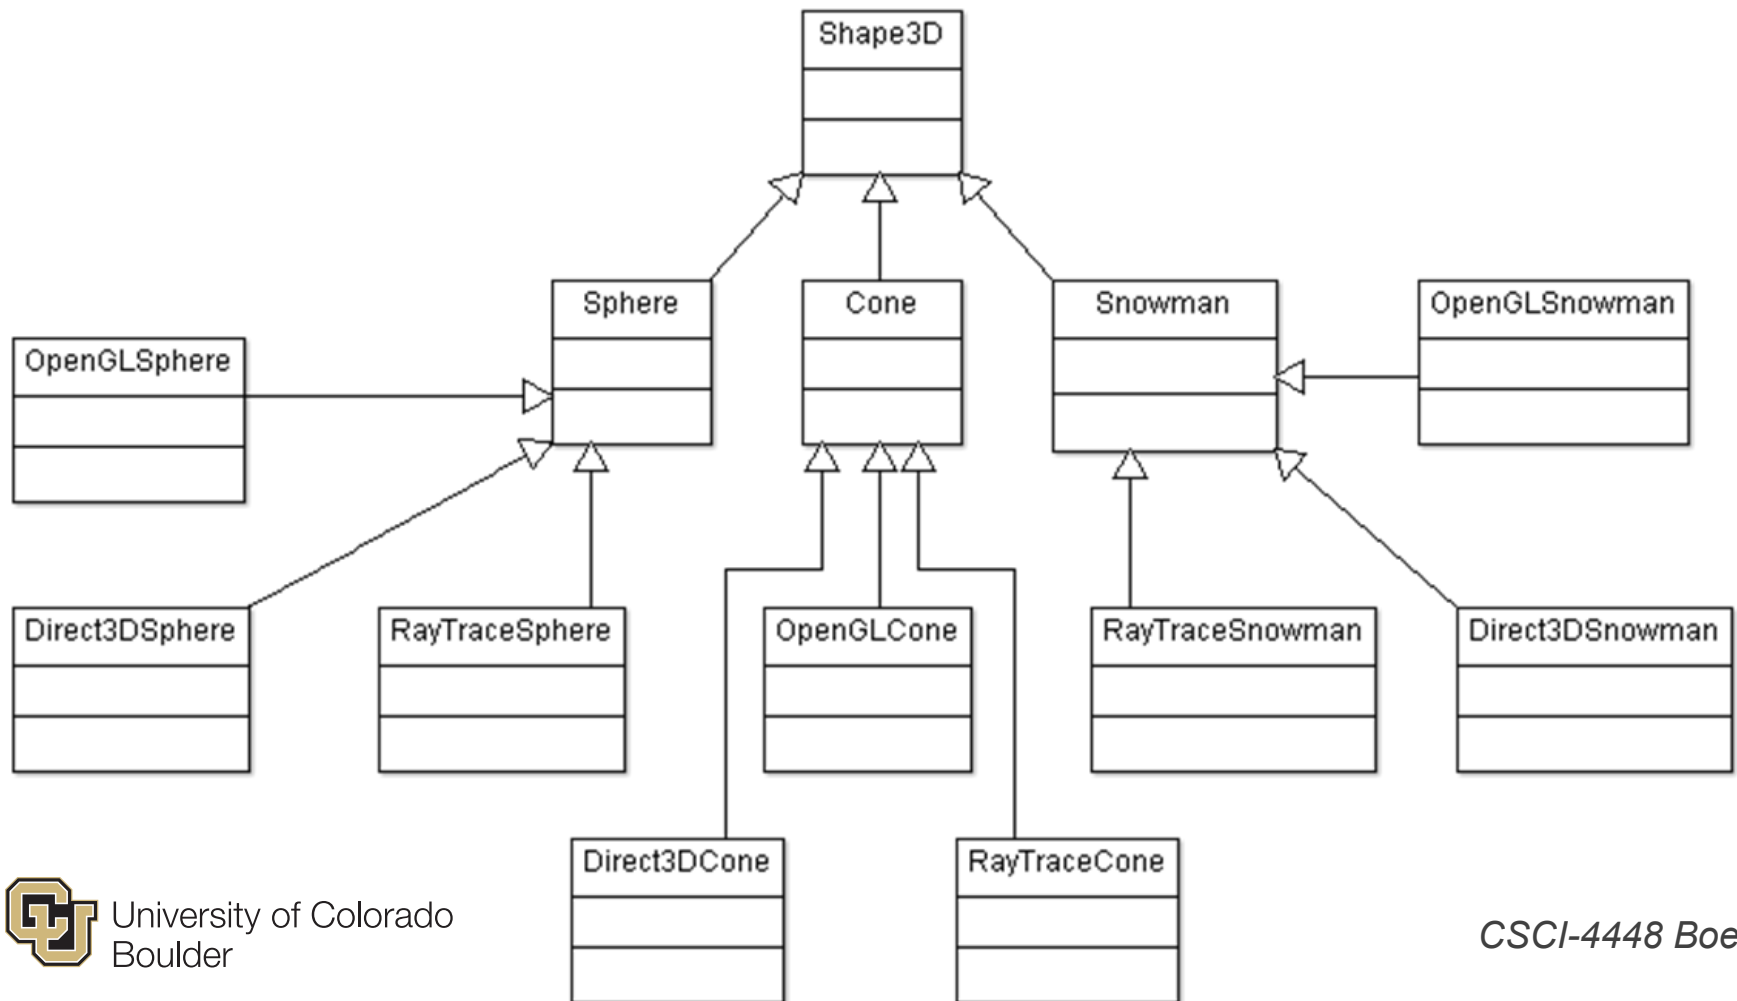 Shape3D
Sphere
Cone
Snowman
OpenGLSnowman
OpenGLSphere
Direct3DSphere
RayTraceSphere
OpenGLCone
RayTraceSnowman
Direct3DSnowman
Direct3DCone
RayTraceCone
University of Colorado
Boulder
CSCI-4448 Boe